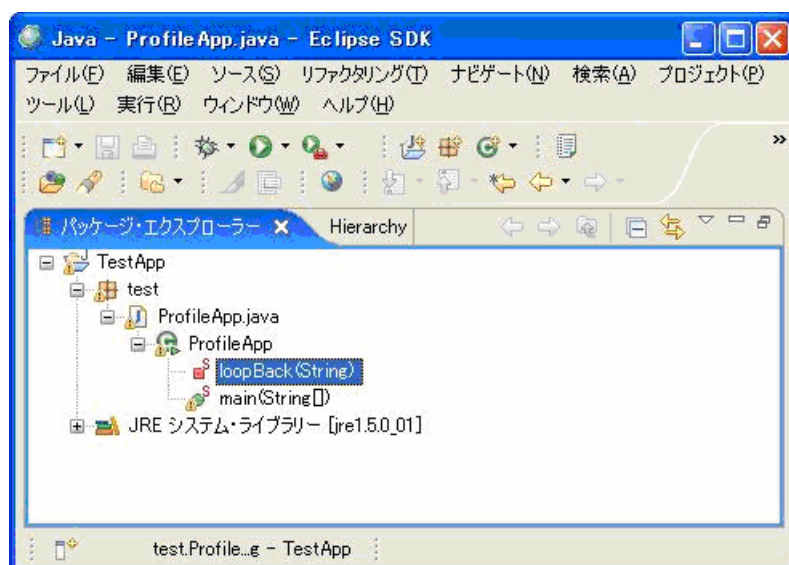 Java - ProfileApp.java - Eclipse SDK
ファイル(F) 編集(E) ソース(S) リファクタリング(T) ナビゲート(N) 検索(A) プロジェクト(P)
ツール(L) 実行(R) ウィンドウ(W) ヘルプ(H)
パッケージ・エクスプローラー Hierarchy
TestApp
test
ProfileApp.java
ProfileApp
loopBack(String)
main(String[])
JRE システム・ライブラリー [jre1.5.0_01]
test.Profile...g - TestApp